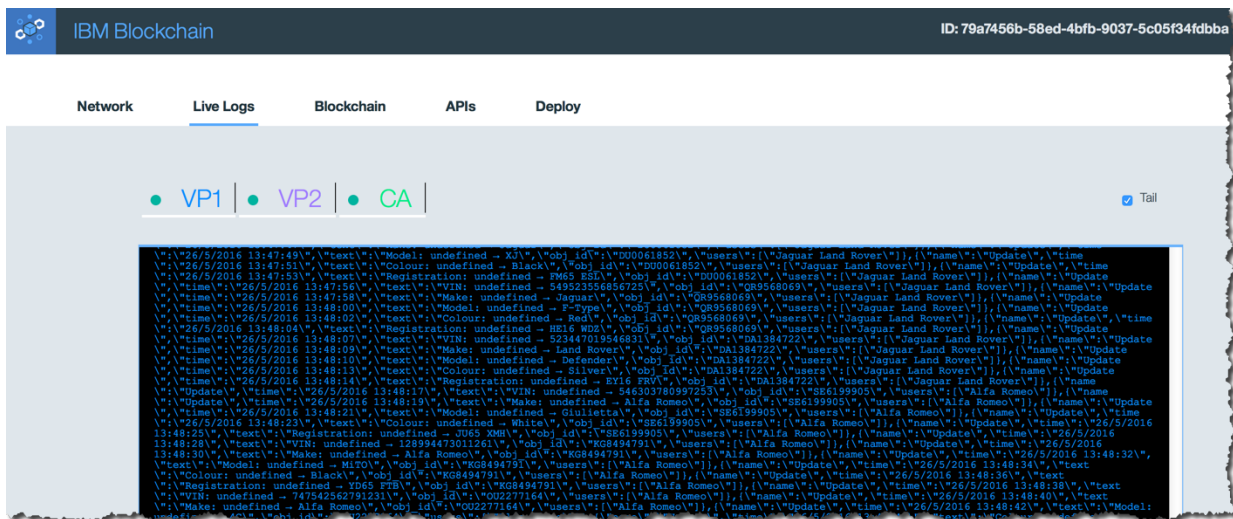 IBM Blockchain
ID: 79a7456b-58ed-4bfb-9037-5c05f34fdbba
Network Live Logs Blockchain APIs Deploy
VP1 VP2 CA
Tail
\":\"26/5/2016 13:47:49\",\"text\":\"Model: undefined → XJ\",\"obj_id\":\"DU0061852\",\"users\":[\"Jaguar Land Rover\"]},{\"name\":\"Update\",\"time
\":\"26/5/2016 13:47:51\",\"text\":\"Colour: undefined → Black\",\"obj_id\":\"DU0061852\",\"users\":[\"Jaguar Land Rover\"]},{\"name\":\"Update\",\"time
\":\"26/5/2016 13:47:53\",\"text\":\"Registration: undefined → FM65 ESL\",\"obj_id\":\"DU0061852\",\"users\":[\"Jaguar Land Rover\"]},{\"name\":\"Update
\",\"time\":\"26/5/2016 13:47:56\",\"text\":\"VIN: undefined → 549523556856725\",\"obj_id\":\"QR9568069\",\"users\":[\"Jaguar Land Rover\"]},{\"name\":\"Update
\",\"time\":\"26/5/2016 13:47:58\",\"text\":\"Make: undefined → Jaguar\",\"obj_id\":\"QR9568069\",\"users\":[\"Jaguar Land Rover\"]},{\"name\":\"Update
\",\"time\":\"26/5/2016 13:48:00\",\"text\":\"Model: undefined → F-Type\",\"obj_id\":\"QR9568069\",\"users\":[\"Jaguar Land Rover\"]},{\"name\":\"Update
\",\"time\":\"26/5/2016 13:48:02\",\"text\":\"Colour: undefined → Red\",\"obj_id\":\"QR9568069\",\"users\":[\"Jaguar Land Rover\"]},{\"name\":\"Update\",\"time
\":\"26/5/2016 13:48:04\",\"text\":\"Registration: undefined → HE16 WDZ\",\"obj_id\":\"QR9568069\",\"users\":[\"Jaguar Land Rover\"]},{\"name\":\"Update
\",\"time\":\"26/5/2016 13:48:07\",\"text\":\"VIN: undefined → 523447019546831\",\"obj_id\":\"DA1384722\",\"users\":[\"Jaguar Land Rover\"]},{\"name\":\"Update
\",\"time\":\"26/5/2016 13:48:09\",\"text\":\"Make: undefined → Land Rover\",\"obj_id\":\"DA1384722\",\"users\":[\"Jaguar Land Rover\"]},{\"name\":\"Update
\",\"time\":\"26/5/2016 13:48:10\",\"text\":\"Model: undefined → Defender\",\"obj_id\":\"DA1384722\",\"users\":[\"Jaguar Land Rover\"]},{\"name\":\"Update
\",\"time\":\"26/5/2016 13:48:13\",\"text\":\"Colour: undefined → Silver\",\"obj_id\":\"DA1384722\",\"users\":[\"Jaguar Land Rover\"]},{\"name\":\"Update
\",\"time\":\"26/5/2016 13:48:14\",\"text\":\"Registration: undefined → EY16 FRV\",\"obj_id\":\"DA1384722\",\"users\":[\"Jaguar Land Rover\"]},{\"name
\":\"Update\",\"time\":\"26/5/2016 13:48:17\",\"text\":\"VIN: undefined → 546303780997253\",\"obj_id\":\"SE6199905\",\"users\":[\"Alfa Romeo\"]},{\"name
\":\"Update\",\"time\":\"26/5/2016 13:48:19\",\"text\":\"Make: undefined → Alfa Romeo\",\"obj_id\":\"SE6199905\",\"users\":[\"Alfa Romeo\"]},{\"name\":\"Update
\",\"time\":\"26/5/2016 13:48:21\",\"text\":\"Model: undefined → Giulietta\",\"obj_id\":\"SE6199905\",\"users\":[\"Alfa Romeo\"]},{\"name\":\"Update\",\"time
\":\"26/5/2016 13:48:23\",\"text\":\"Colour: undefined → White\",\"obj_id\":\"SE6199905\",\"users\":[\"Alfa Romeo\"]},{\"name\":\"Update\",\"time\":\"26/5/2016
13:48:25\",\"text\":\"Registration: undefined → JU65 XMH\",\"obj_id\":\"SE6199905\",\"users\":[\"Alfa Romeo\"]},{\"name\":\"Update\",\"time\":\"26/5/2016
13:48:28\",\"text\":\"VIN: undefined → 128994473011261\",\"obj_id\":\"KG8494791\",\"users\":[\"Alfa Romeo\"]},{\"name\":\"Update\",\"time\":\"26/5/2016
13:48:30\",\"text\":\"Make: undefined → Alfa Romeo\",\"obj_id\":\"KG8494791\",\"users\":[\"Alfa Romeo\"]},{\"name\":\"Update\",\"time\":\"26/5/2016 13:48:32\",
\"text\":\"Model: undefined → MiTO\",\"obj_id\":\"KG8494791\",\"users\":[\"Alfa Romeo\"]},{\"name\":\"Update\",\"time\":\"26/5/2016 13:48:34\",\"text
\":\"Colour: undefined → Black\",\"obj_id\":\"KG8494791\",\"users\":[\"Alfa Romeo\"]},{\"name\":\"Update\",\"time\":\"26/5/2016 13:48:36\",\"text
\":\"Registration: undefined → YD65 FTB\",\"obj_id\":\"KG8494791\",\"users\":[\"Alfa Romeo\"]},{\"name\":\"Update\",\"time\":\"26/5/2016 13:48:38\",\"text
\":\"VIN: undefined → 747542562791231\",\"obj_id\":\"OU2277164\",\"users\":[\"Alfa Romeo\"]},{\"name\":\"Update\",\"time\":\"26/5/2016 13:48:40\",\"text
\":\"Make: undefined → Alfa Romeo\",\"obj_id\":\"OU2277164\",\"users\":[\"Alfa Romeo\"]},{\"name\":\"Update\",\"time\":\"26/5/2016 13:48:42\",\"text\":\"Model: